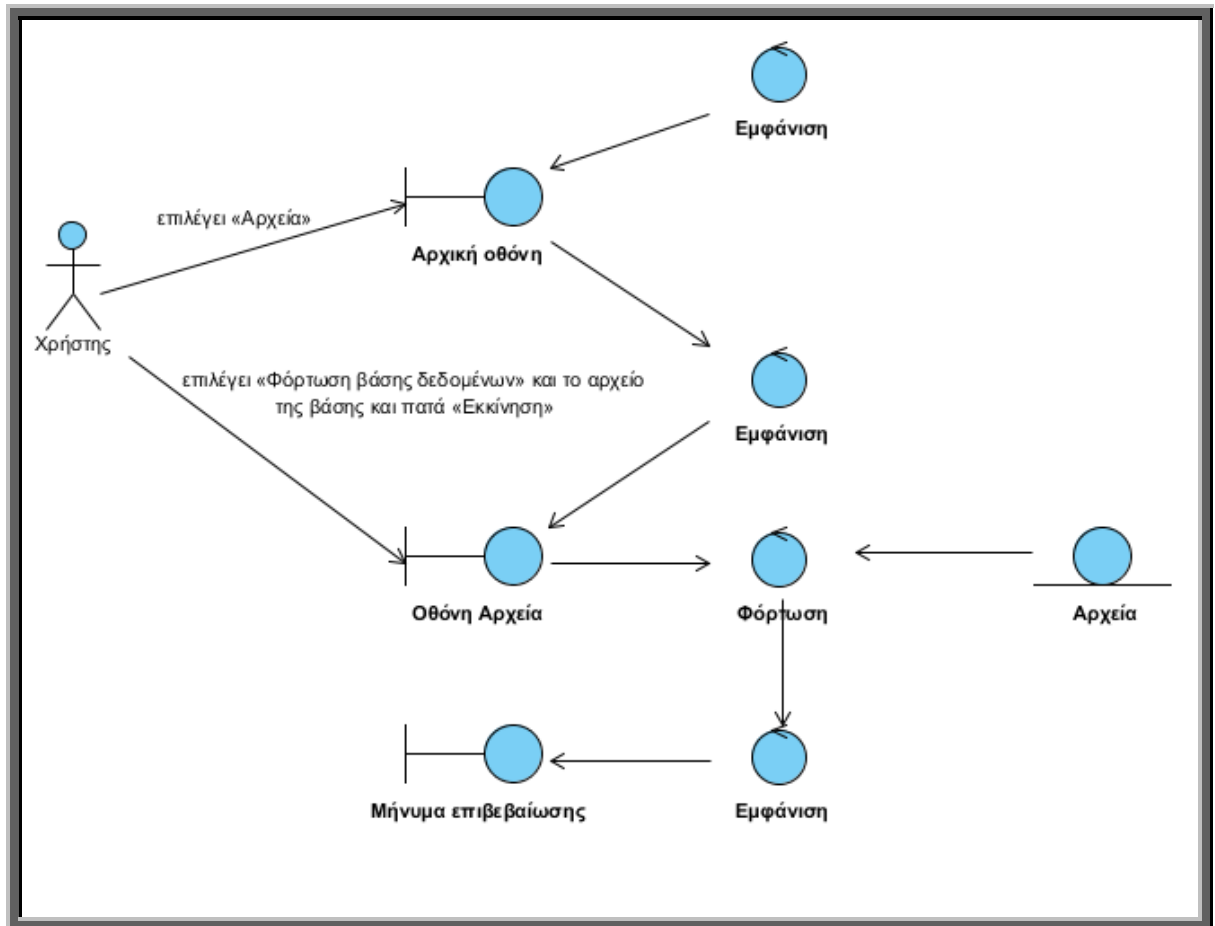 Εμφάνιση
επιλέγει «Αρχεία»
Αρχική οθόνη
Χρήστης
επιλέγει «Φόρτωση βάσης δεδομένων» και το αρχείο
της βάσης και πατά «Εκκίνηση»
Εμφάνιση
Οθόνη Αρχεία
Φόρτωση
Αρχεία
Μήνυμα επιβεβαίωσης
Εμφάνιση